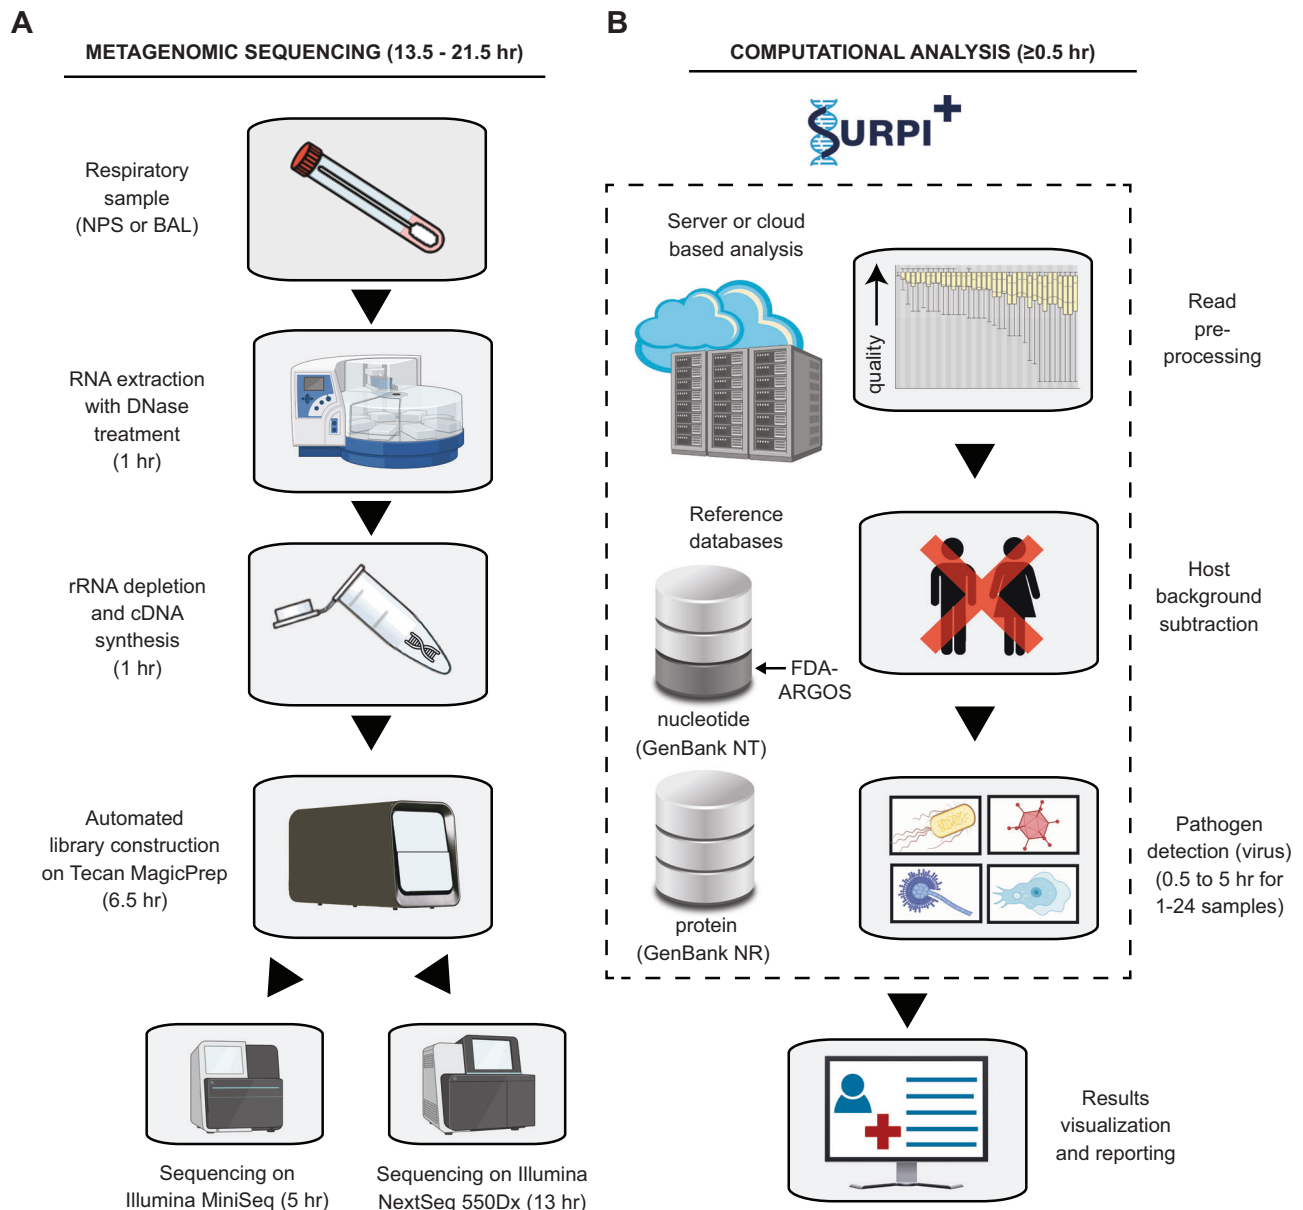 A
METAGENOMIC SEQUENCING (13.5 - 21.5 hr)
Respiratory
sample
(NPS or BAL)
RNA extraction
with DNase
treatment
(1 hr)
rRNA depletion
and cDNA
synthesis
(1 hr)
Automated
library construction
on Tecan MagicPrep
(6.5 hr)
Sequencing on
Illumina MiniSeq (5 hr)
Sequencing on Illumina
NextSeq 550Dx (13 hr)
B
COMPUTATIONAL ANALYSIS (≥0.5 hr)
SURPI+
Server or cloud
based analysis
quality
Read
pre-
processing
Reference
databases
FDA-
ARGOS
nucleotide
(GenBank NT)
Host
background
subtraction
protein
(GenBank NR)
Pathogen
detection (virus)
(0.5 to 5 hr for
1-24 samples)
Results
visualization
and reporting